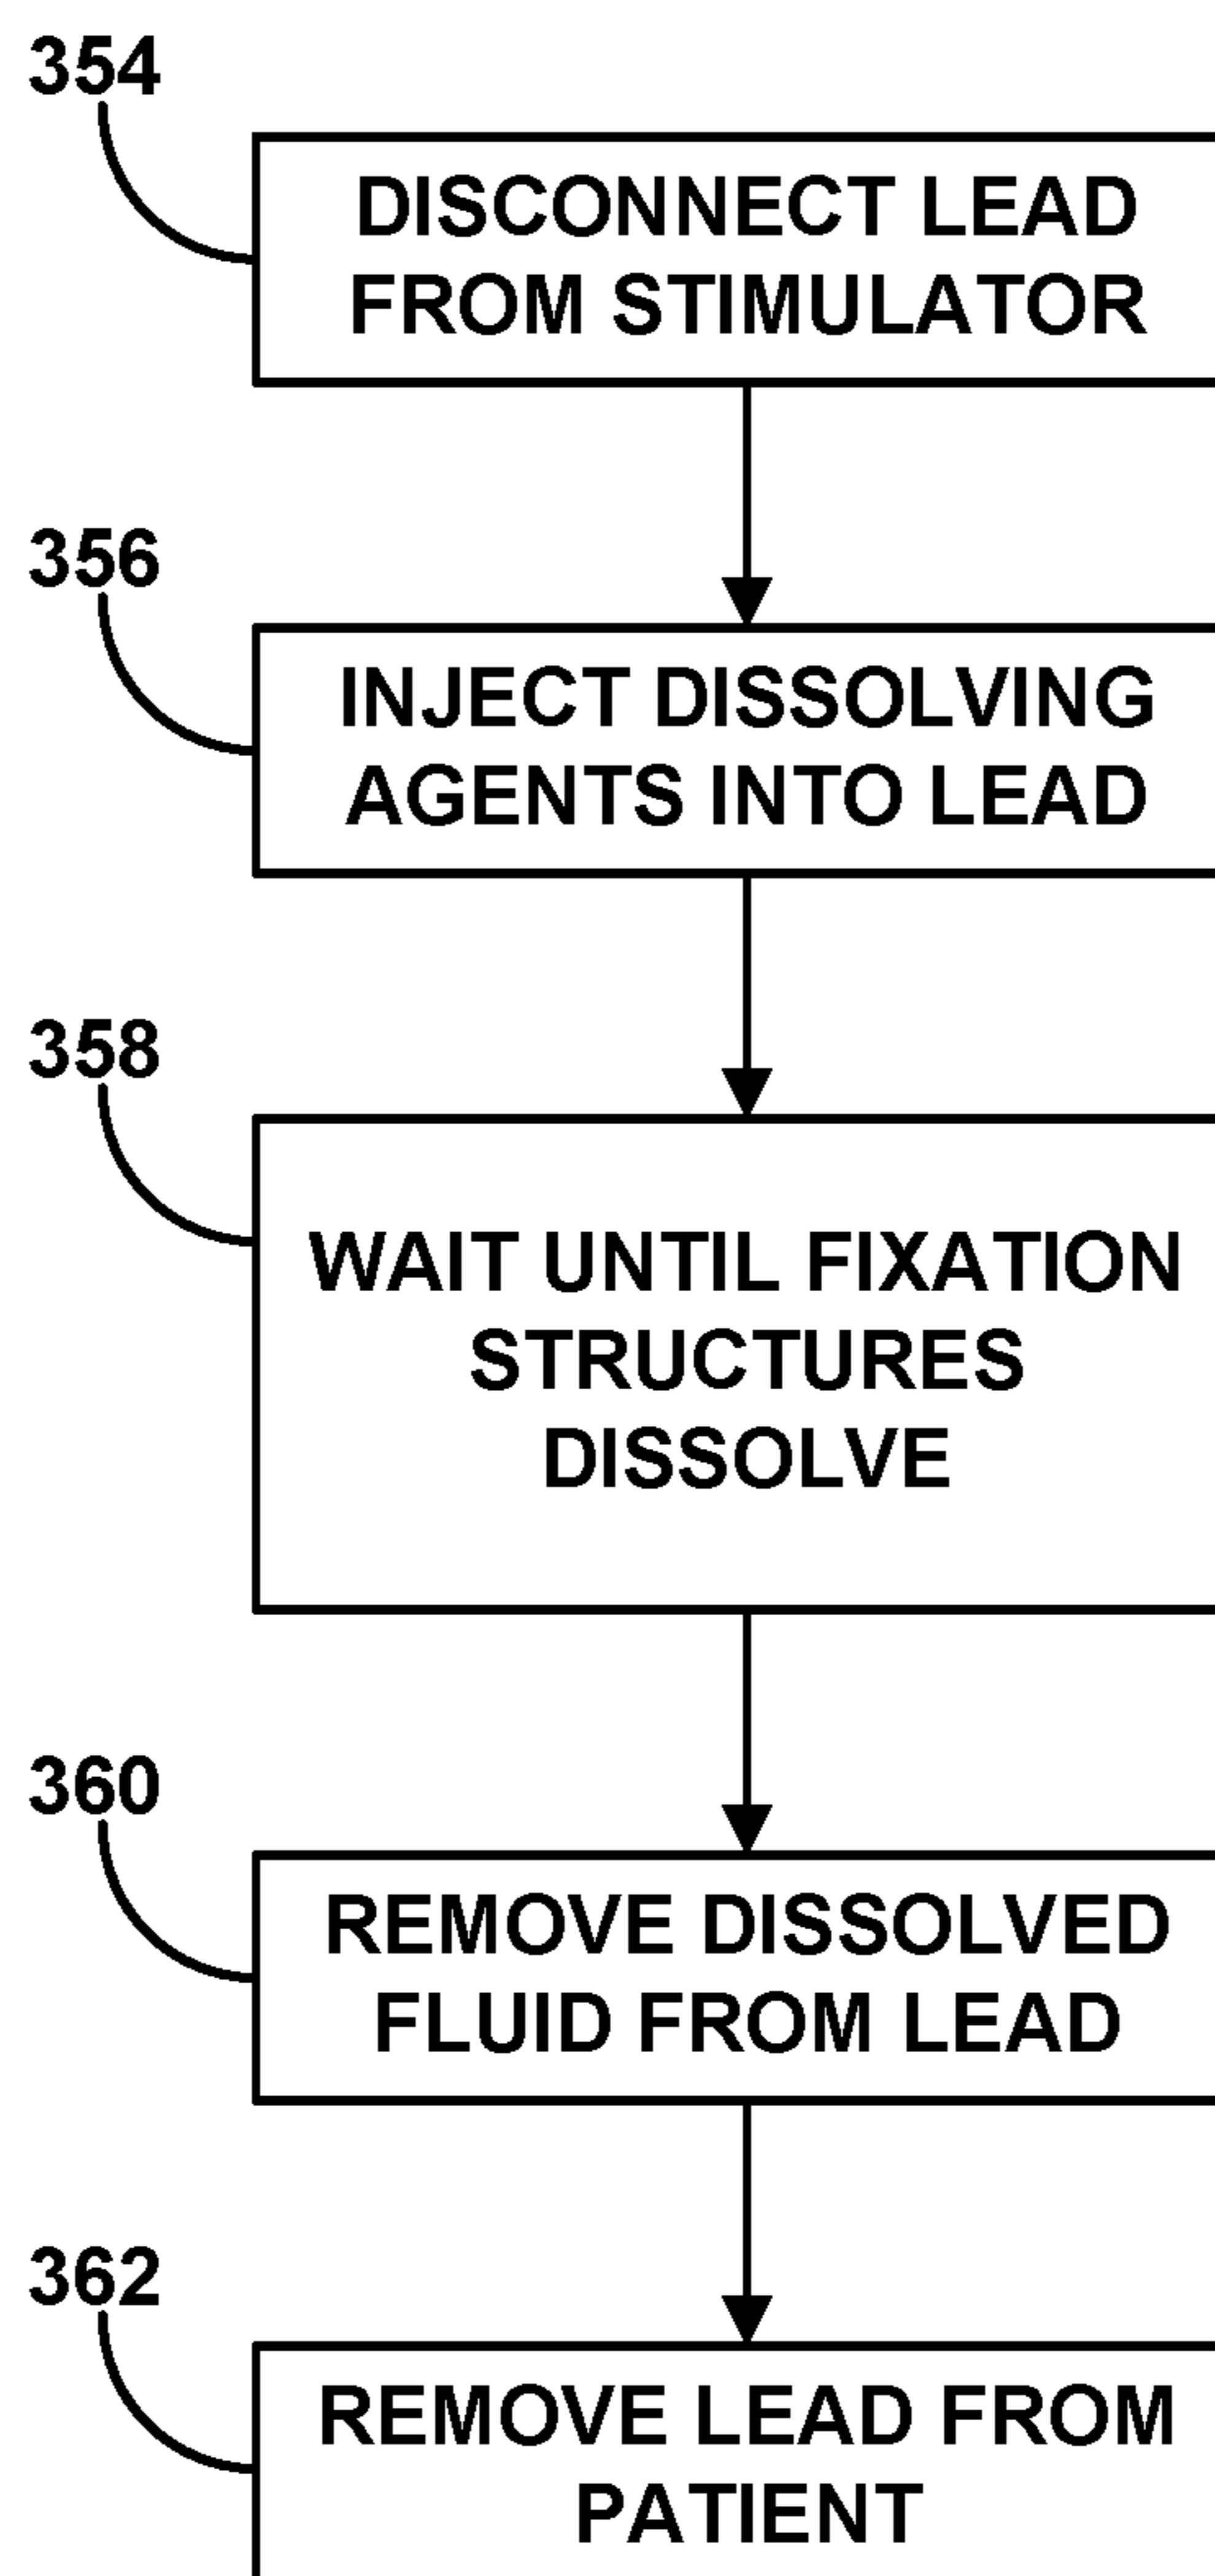 354
DISCONNECT LEAD
FROM STIMULATOR
356
INJECT DISSOLVING
AGENTS INTO LEAD
358
WAIT UNTIL FIXATION
STRUCTURES
DISSOLVE
360
REMOVE DISSOLVED
FLUID FROM LEAD
362
REMOVE LEAD FROM
PATIENT